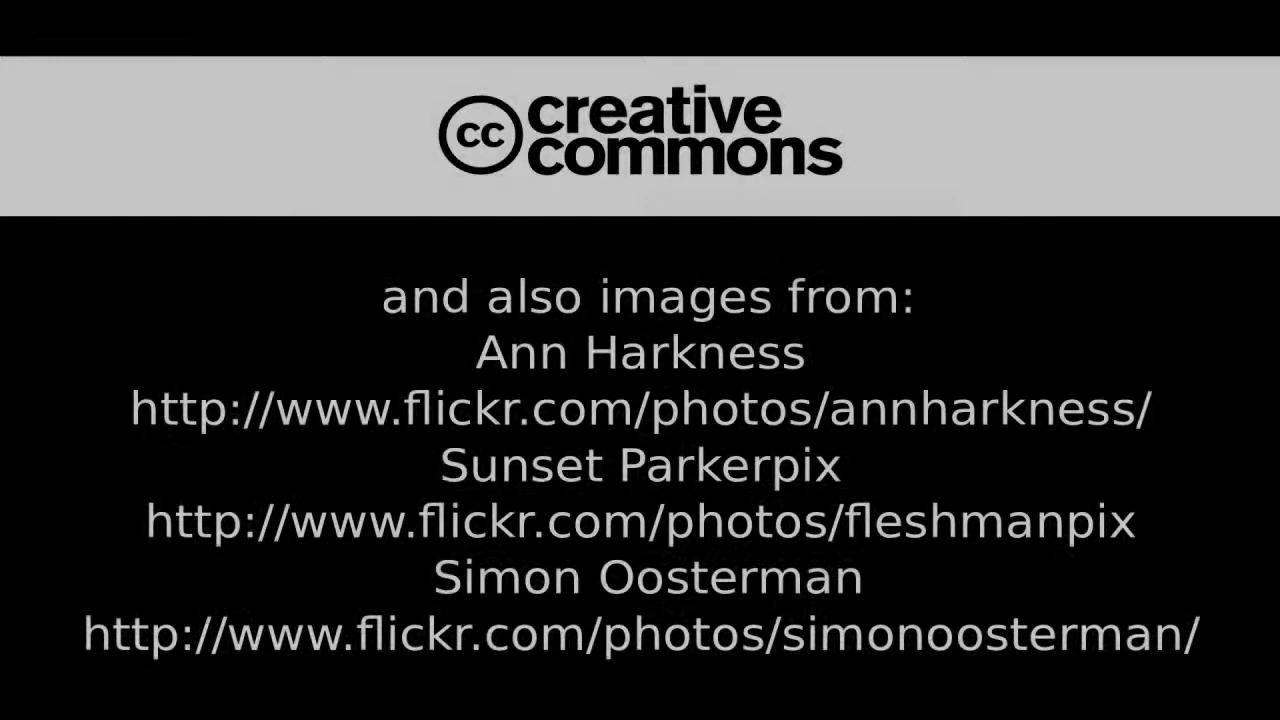 cc creative
commons
and also images from:
Ann Harkness
http://www.flickr.com/photos/annharkness/
Sunset Parkerpix
http://www.flickr.com/photos/fleshmanpix
Simon Oosterman
http://www.flickr.com/photos/simonoosterman/